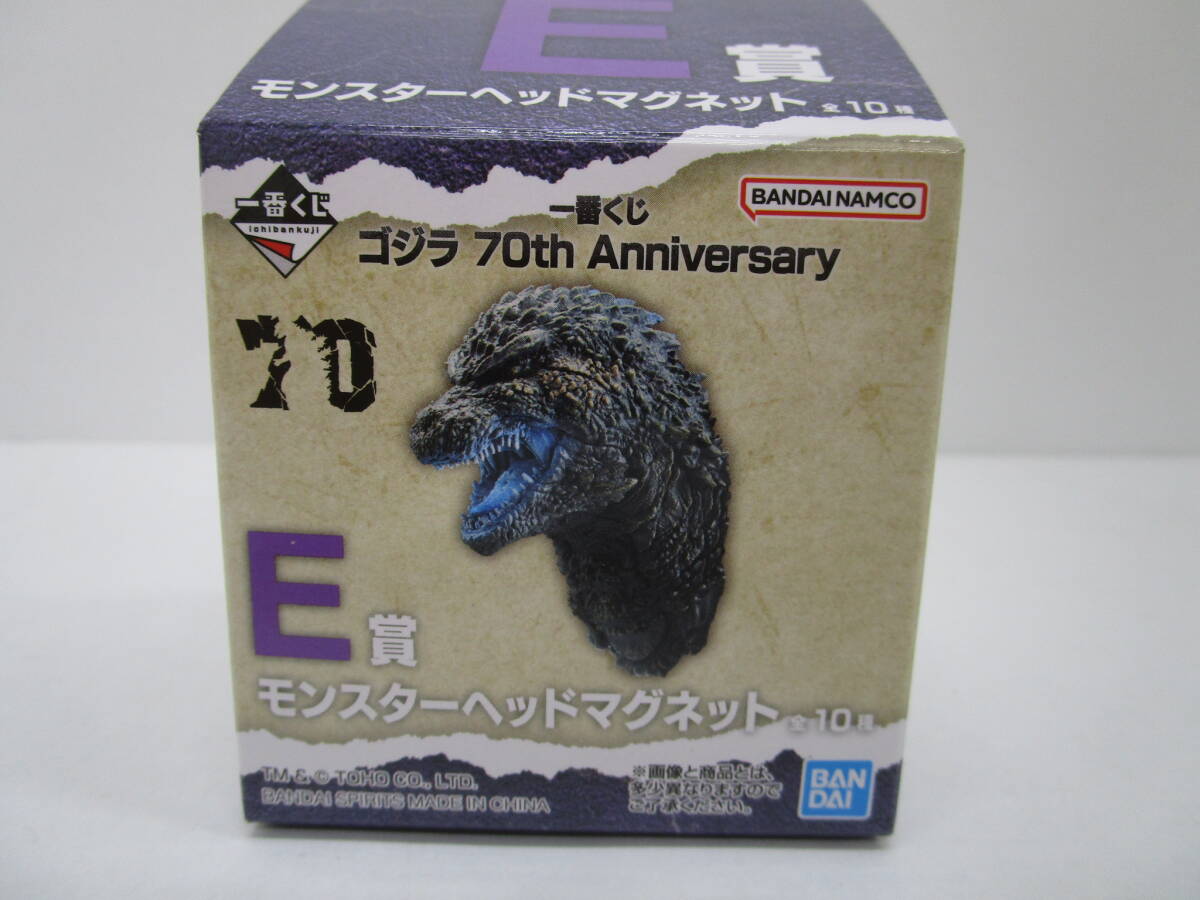 E賞
モンスターヘッドマグネット 全10種
一番くじ
ichibankuji
BANDAI NAMCO
一番くじ
ゴジラ 70th Anniversary
70
E賞
モンスターヘッドマグネット 全10種
TM & © TOHO CO., LTD.
BANDAI SPIRITS MADE IN CHINA
※画像と商品とは、
多少異なりますので
ご了承ください。
BAN
DAI